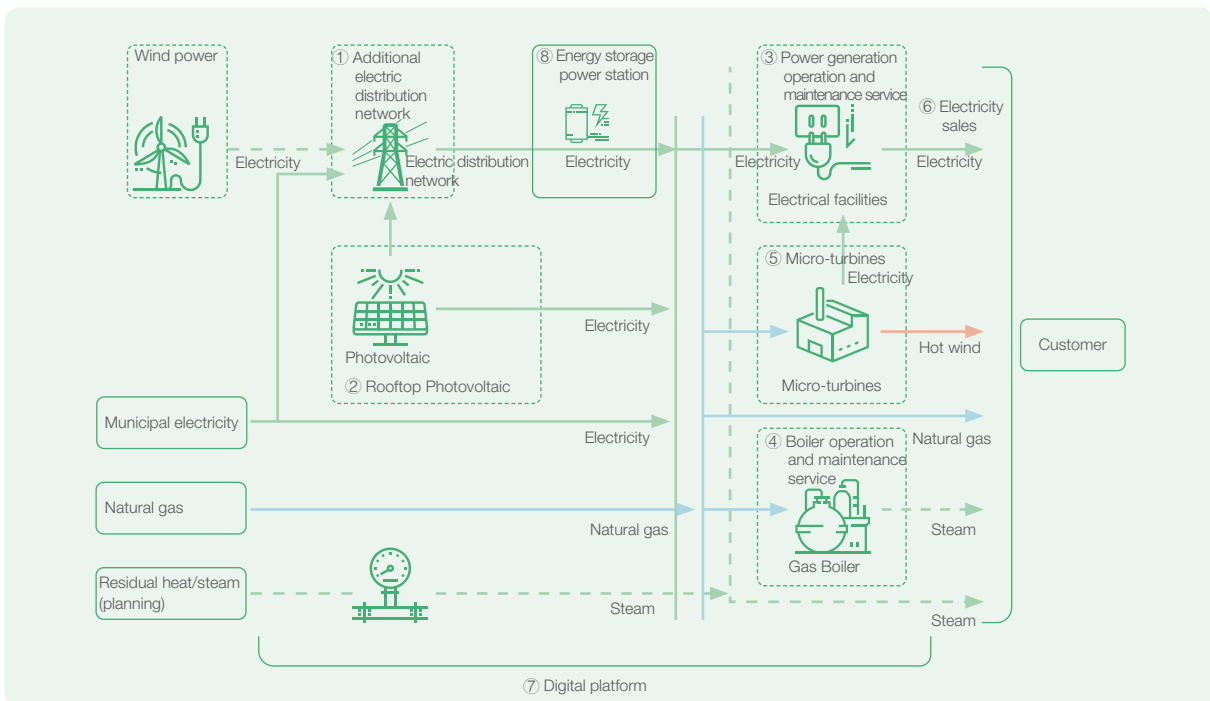 Wind power
① Additional
electric
distribution
network
⑧ Energy storage
power station
③ Power generation
operation and
maintenance service
⑥ Electricity
sales
Electricity
Electric distribution
network
Electricity
Electricity
Electricity
Electrical facilities
⑤ Micro-turbines
Electricity
Electricity
Photovoltaic
② Rooftop Photovoltaic
Hot wind
Customer
Micro-turbines
Municipal electricity
Electricity
Natural gas
④ Boiler operation
and maintenance
service
Natural gas
Natural gas
Steam
Gas Boiler
Residual heat/steam
(planning)
Steam
Steam
⑦ Digital platform